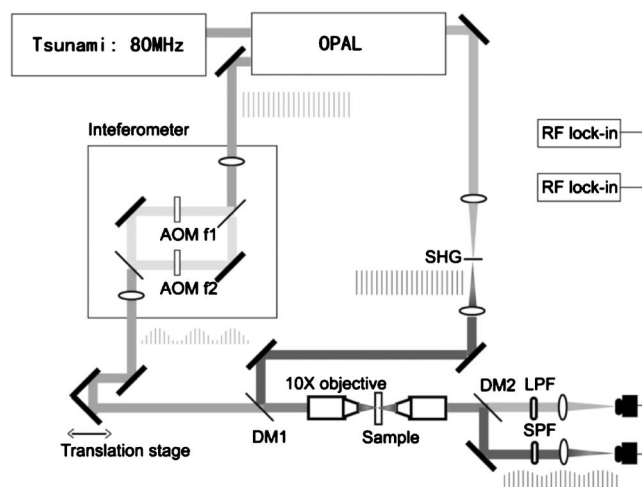 Tsunami: 80MHz
OPAL
Inteferometer
RF lock-in
RF lock-in
AOM f1
SHG
AOM f2
10X objective
DM2
LPF
DM1
Sample
SPF
Translation stage